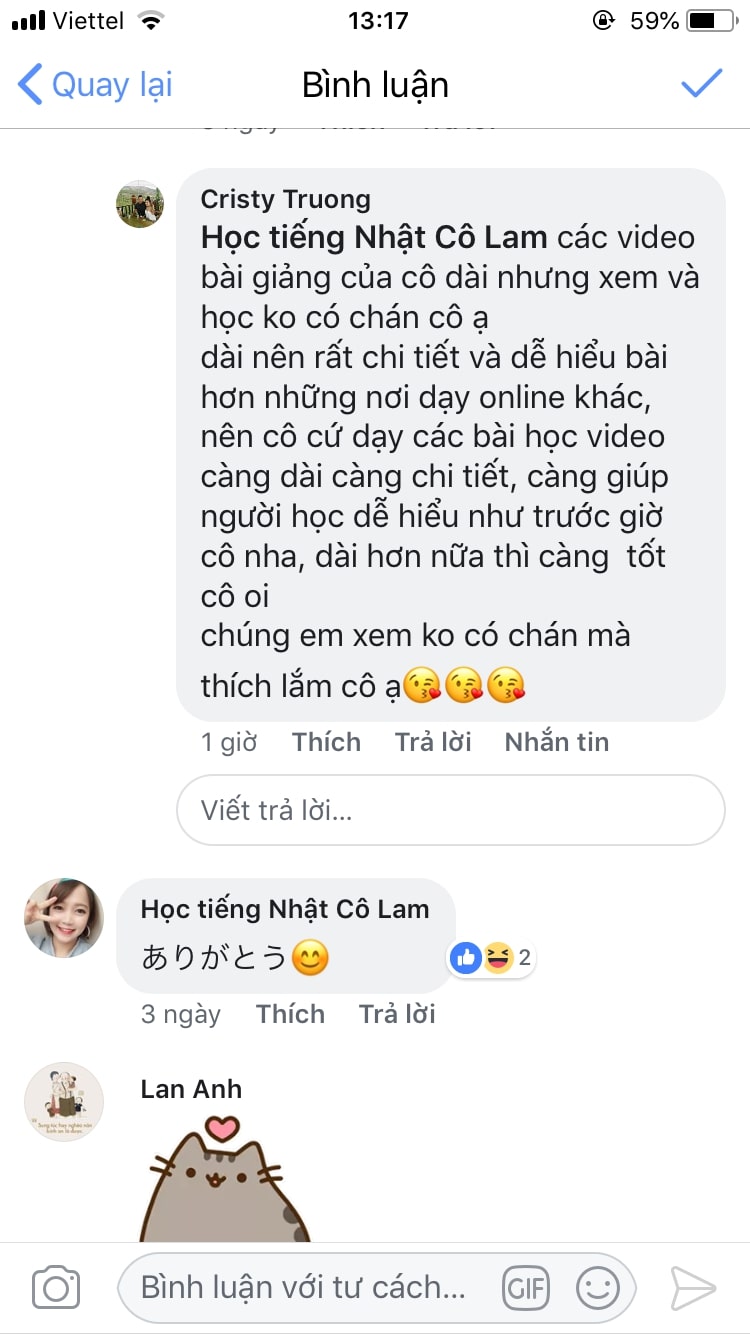 Viettel
13:17
59%
Quay lại
Bình luận
Cristy Truong
Học tiếng Nhật Cô Lam các video
bài giảng của cô dài nhưng xem và
học ko có chán cô ạ
dài nên rất chi tiết và dễ hiểu bài
hơn những nơi dạy online khác,
nên cô cứ dạy các bài học video
càng dài càng chi tiết, càng giúp
người học dễ hiểu như trước giờ
cô nha, dài hơn nữa thì càng tốt
cô oi
chúng em xem ko có chán mà
thích lắm cô ạ😘😘😘
1 giờ Thích Trả lời Nhắn tin
Viết trả lời...
Học tiếng Nhật Cô Lam
ありがとう😊
2
3 ngày Thích Trả lời
Lan Anh
Bình luận với tư cách...
GIF